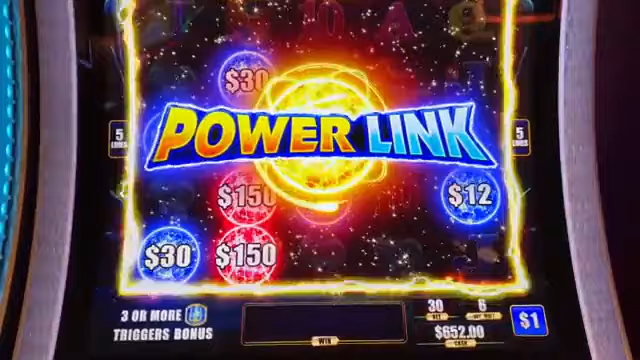 $30
POWER LINK
5
LINES
5
LINES
$150
$12
$30
$150
3 OR MORE
TRIGGERS BONUS
30
BET
6
$1
$652.00
CASH
WIN